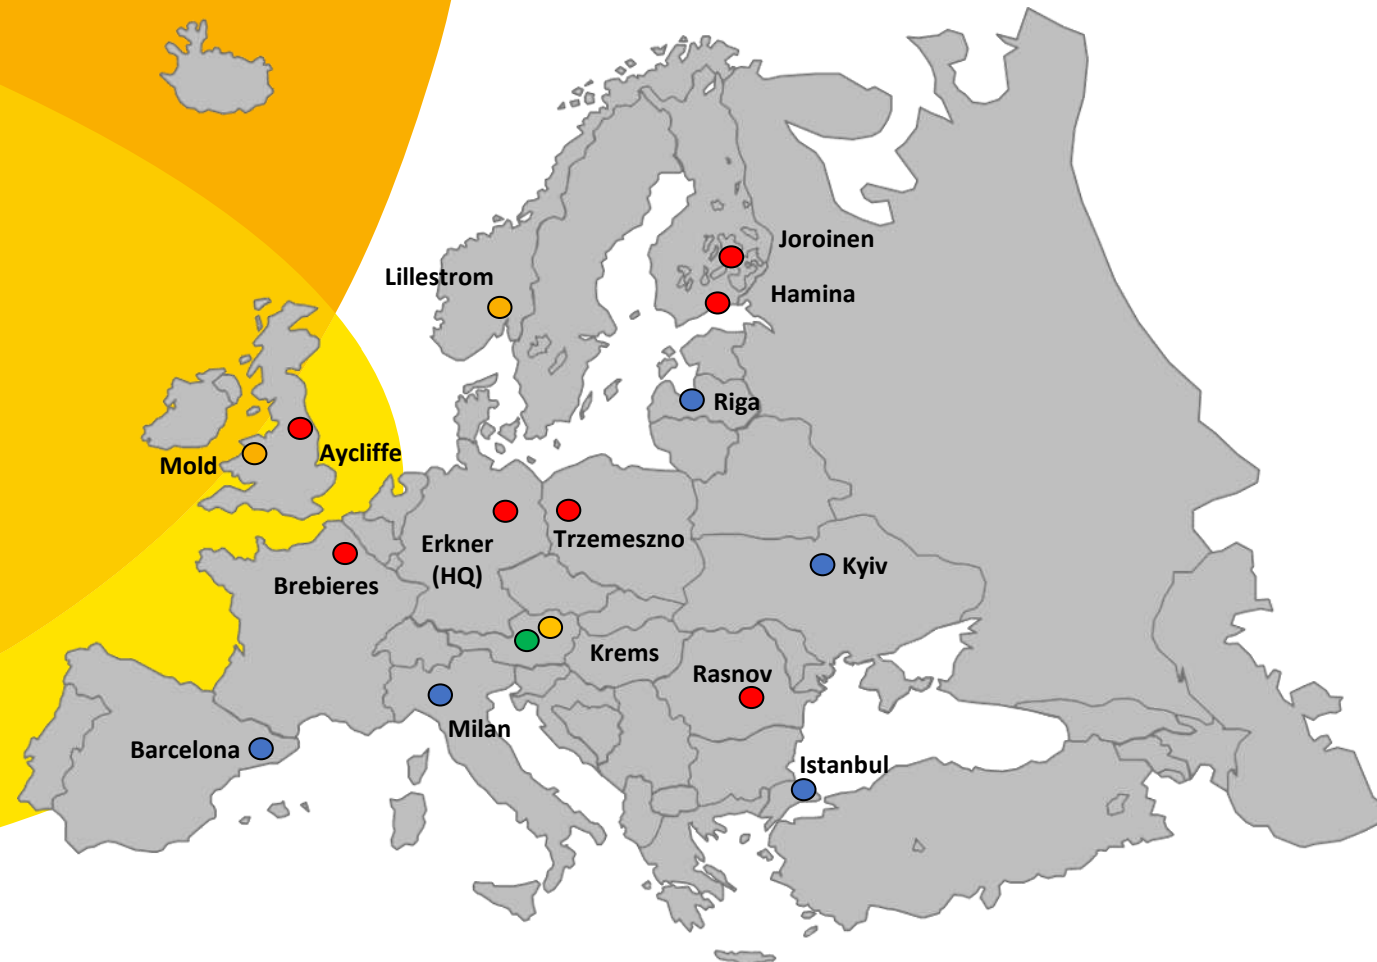 Joroinen
Lillestrom
Hamina
Riga
Aycliffe
Mold
Erkner
(HQ)
Trzemeszno
Kyiv
Brebieres
Krems
Rasnov
Milan
Barcelona
Istanbul